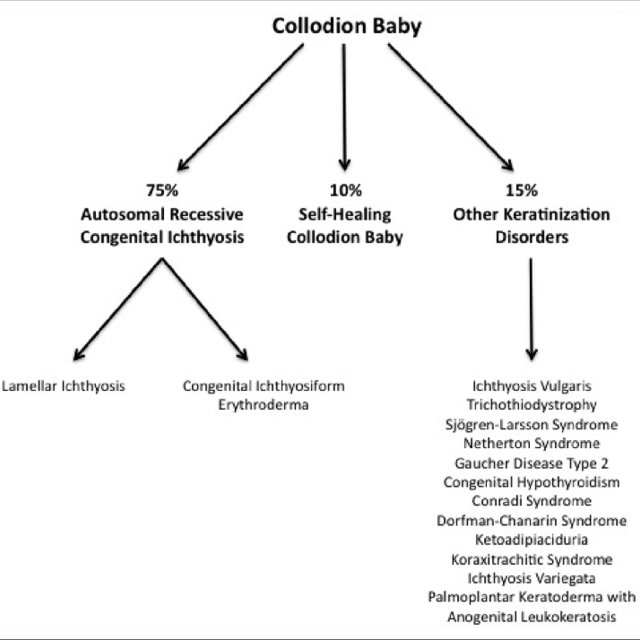 Collodion Baby
75%
Autosomal Recessive
Congenital Ichthyosis
10%
Self-Healing
Collodion Baby
15%
Other Keratinization
Disorders
Lamellar Ichthyosis
Congenital Ichthyosiform
Erythroderma
Ichthyosis Vulgaris
Trichothiodystrophy
Sjögren-Larsson Syndrome
Netherton Syndrome
Gaucher Disease Type 2
Congenital Hypothyroidism
Conradi Syndrome
Dorfman-Chanarin Syndrome
Ketoadipiaciduria
Koraxitrachitic Syndrome
Ichthyosis Variegata
Palmoplantar Keratoderma with
Anogenital Leukokeratosis